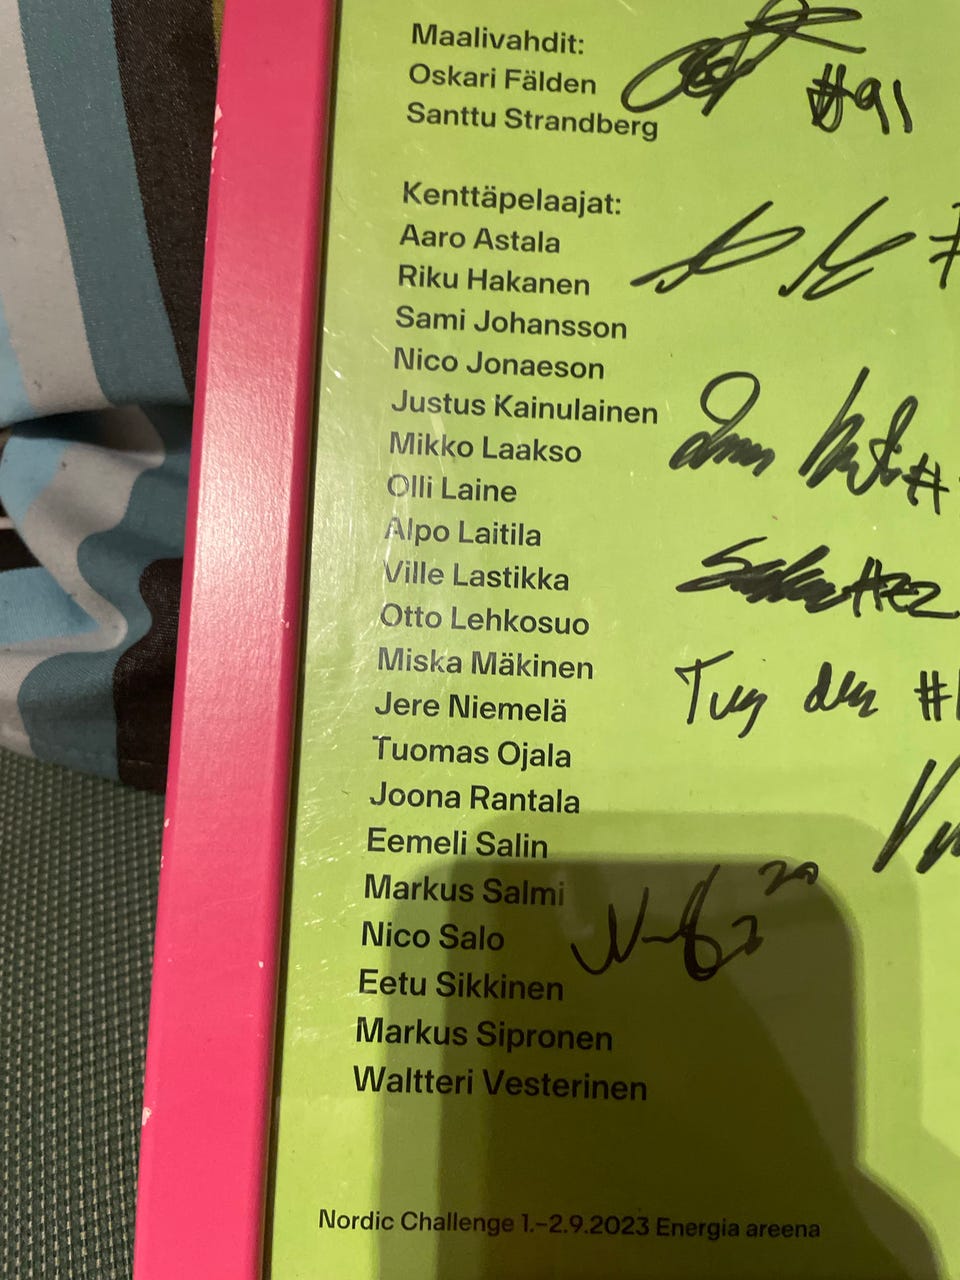 Maalivahdit:
Oskari Fälden
#91
Santtu Strandberg
Kenttäpelaajat:
Aaro Astala
Riku Hakanen
Sami Johansson
Nico Jonaeson
Justus Kainulainen
Mikko Laakso
Olli Laine
Alpo Laitila
Ville Lastikka
#22
Otto Lehkosuo
Miska Mäkinen
Jere Niemelä
Tuomas Ojala
Joona Rantala
Eemeli Salin
Markus Salmi
Nico Salo
Eetu Sikkinen
Markus Sipronen
Waltteri Vesterinen
Nordic Challenge 1.–2.9.2023 Energia areena